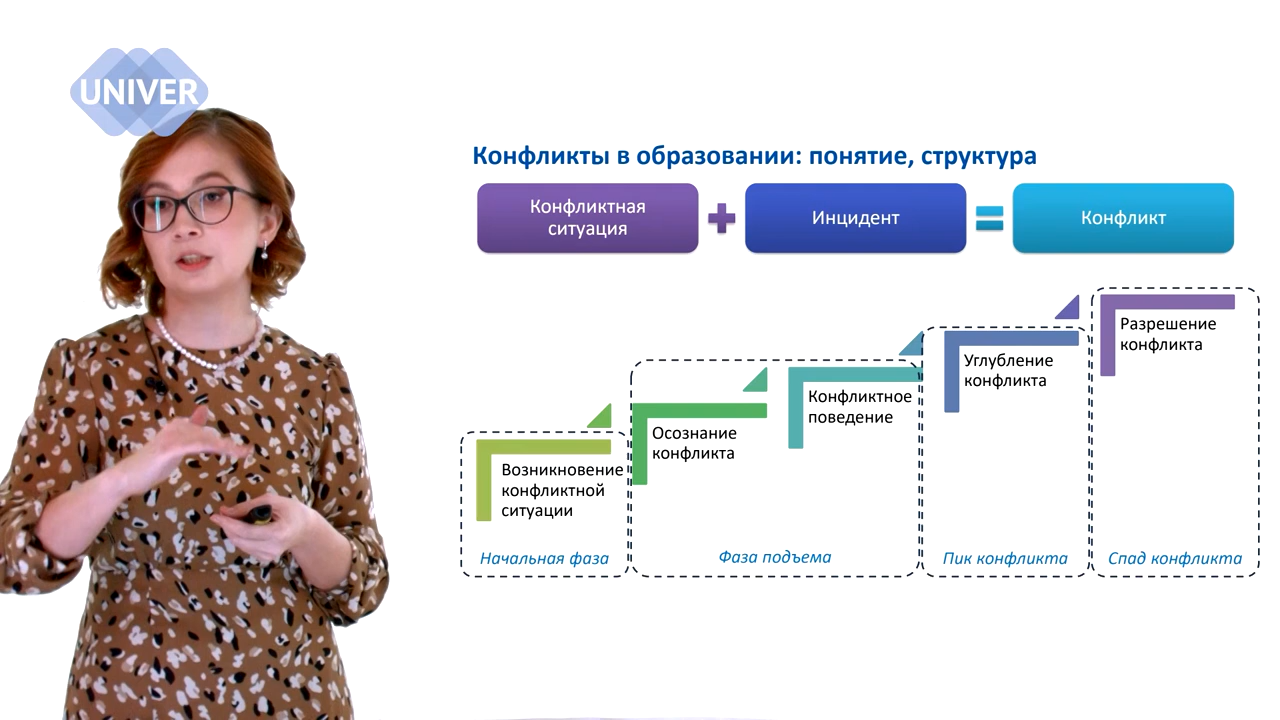 UNIVER
Конфликты в образовании: понятие, структура
Конфликтная
ситуация
Инцидент
Конфликт
Возникновение
конфликтной
ситуации
Осознание
конфликта
Конфликтное
поведение
Углубление
конфликта
Разрешение
конфликта
Начальная фаза
Фаза подъема
Пик конфликта
Спад конфликта